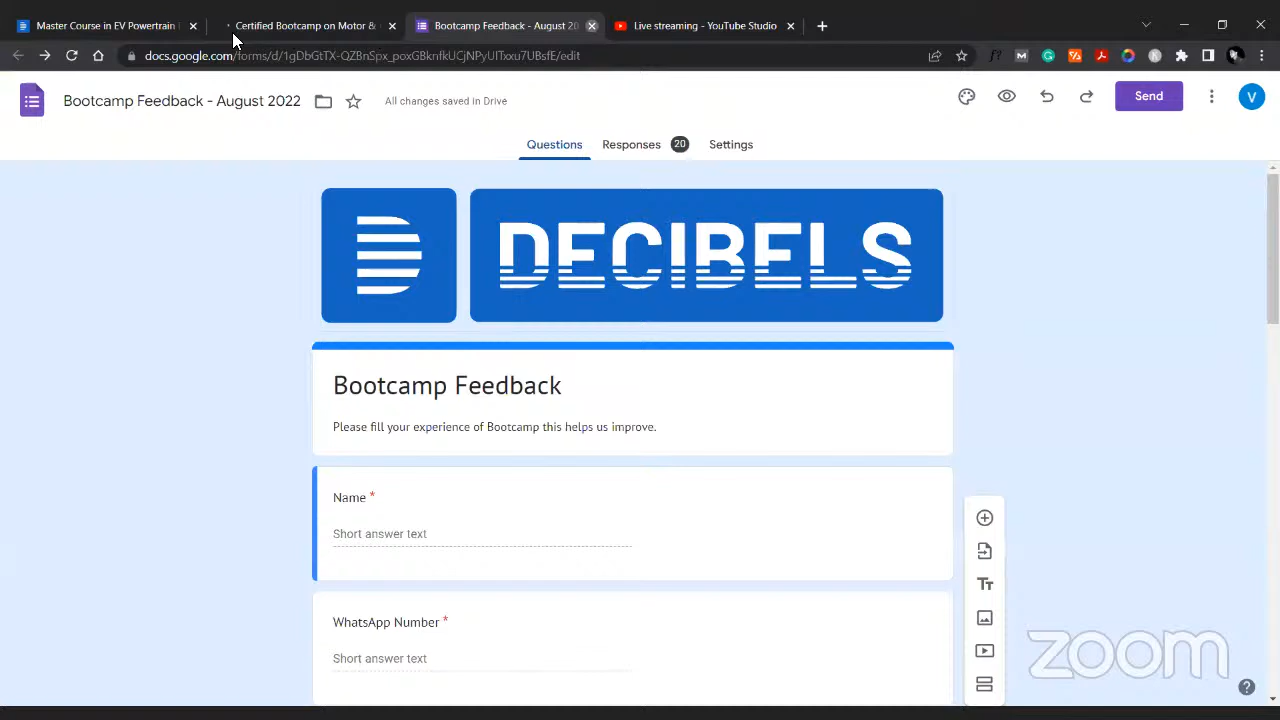 Master Course in EV Powertrain
Certified Bootcamp on Motor &
Bootcamp Feedback - August 20
Live streaming - YouTube Studio
docs.google.com/forms/d/1gDbGtTX-QZBnSpx_poxGBknfkUCjNPyUlTxxu7UBsfE/edit
Bootcamp Feedback - August 2022
All changes saved in Drive
Send
V
Questions
Responses 20
Settings
DECIBELS
Bootcamp Feedback
Please fill your experience of Bootcamp this helps us improve.
Name *
Short answer text
WhatsApp Number *
Short answer text
zoom